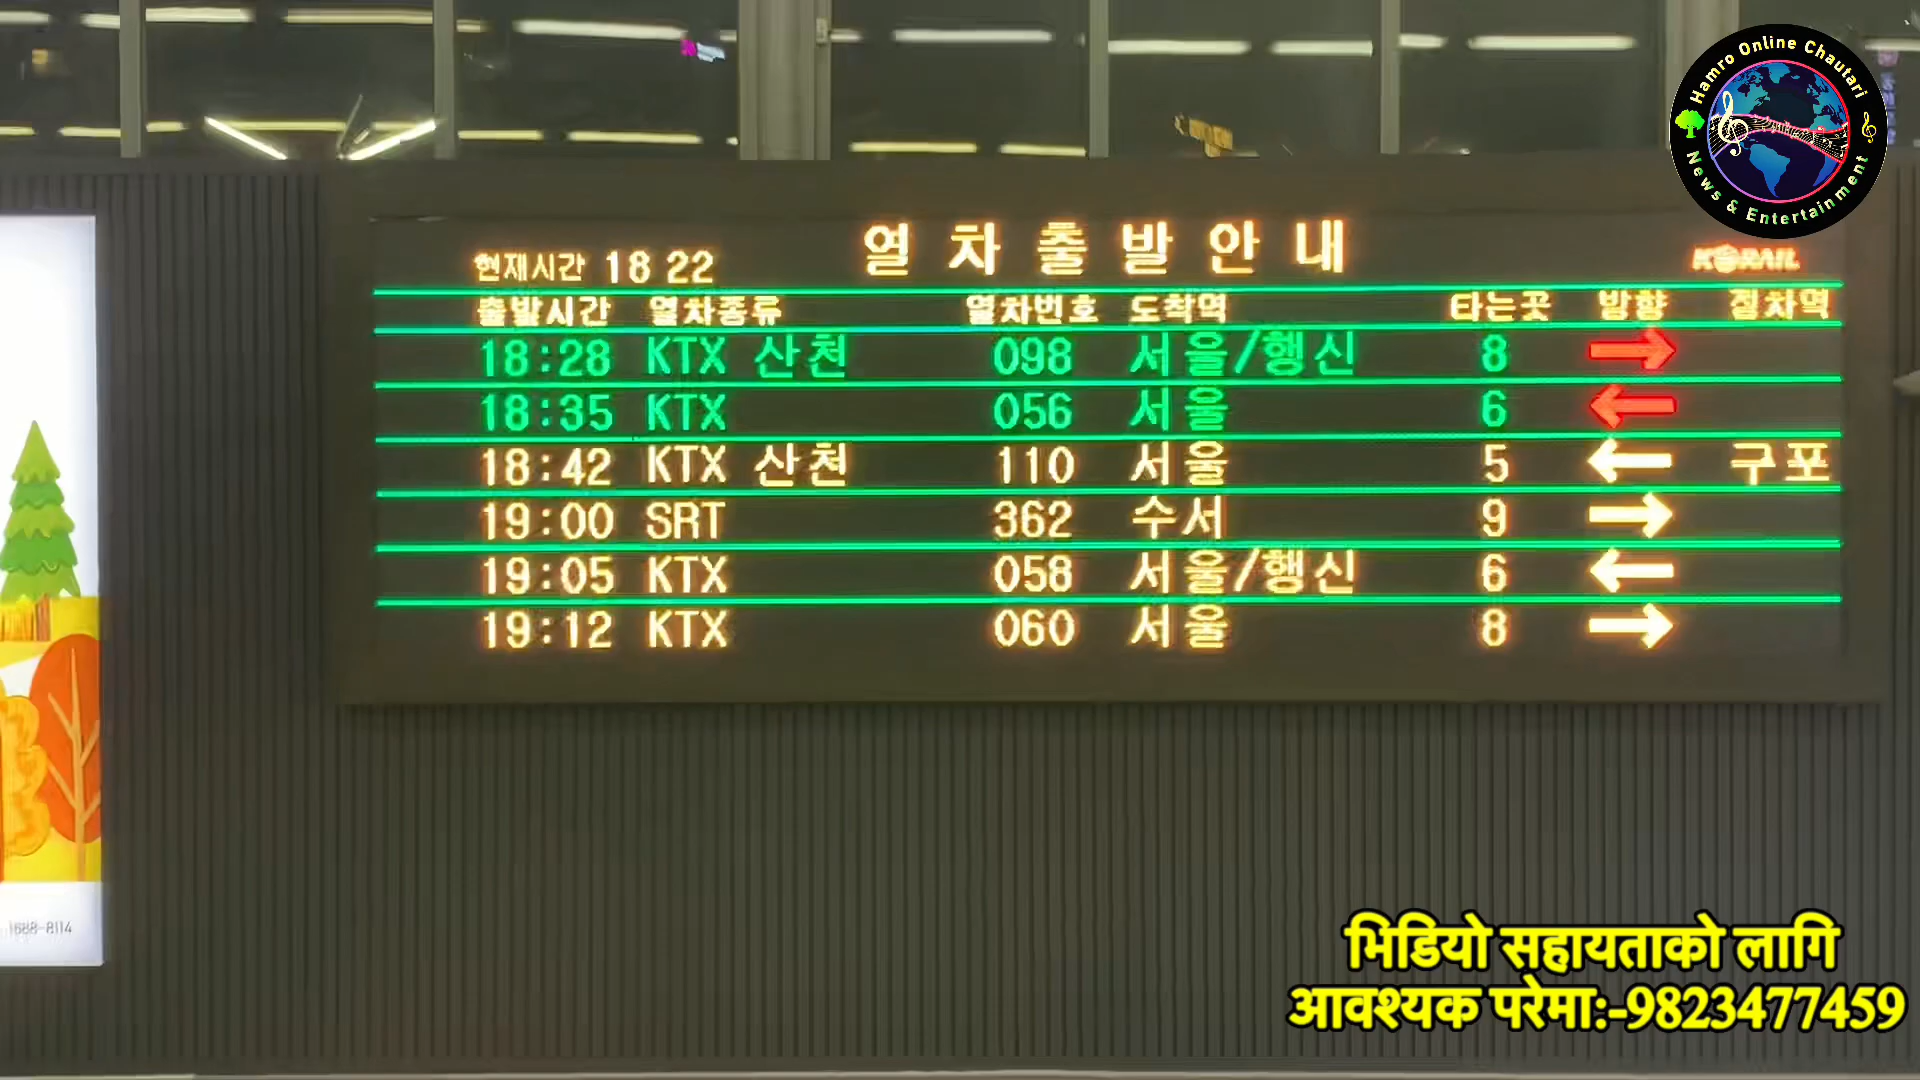 Hamro Online Chautari
News & Entertainment
열차출발안내
현재시간 18 22
KORAIL
출발시간 열차종류 열차번호 도착역 타는곳 방향 정차역
18:28 KTX 산천 098 서울/행신 8 →
18:35 KTX 056 서울 6 ←
18:42 KTX 산천 110 서울 5 ← 구포
19:00 SRT 362 수서 9 →
19:05 KTX 058 서울/행신 6 ←
19:12 KTX 060 서울 8 →
1688-8114
भिडियो सहायताको लागि
आवश्यक परेमा:-9823477459